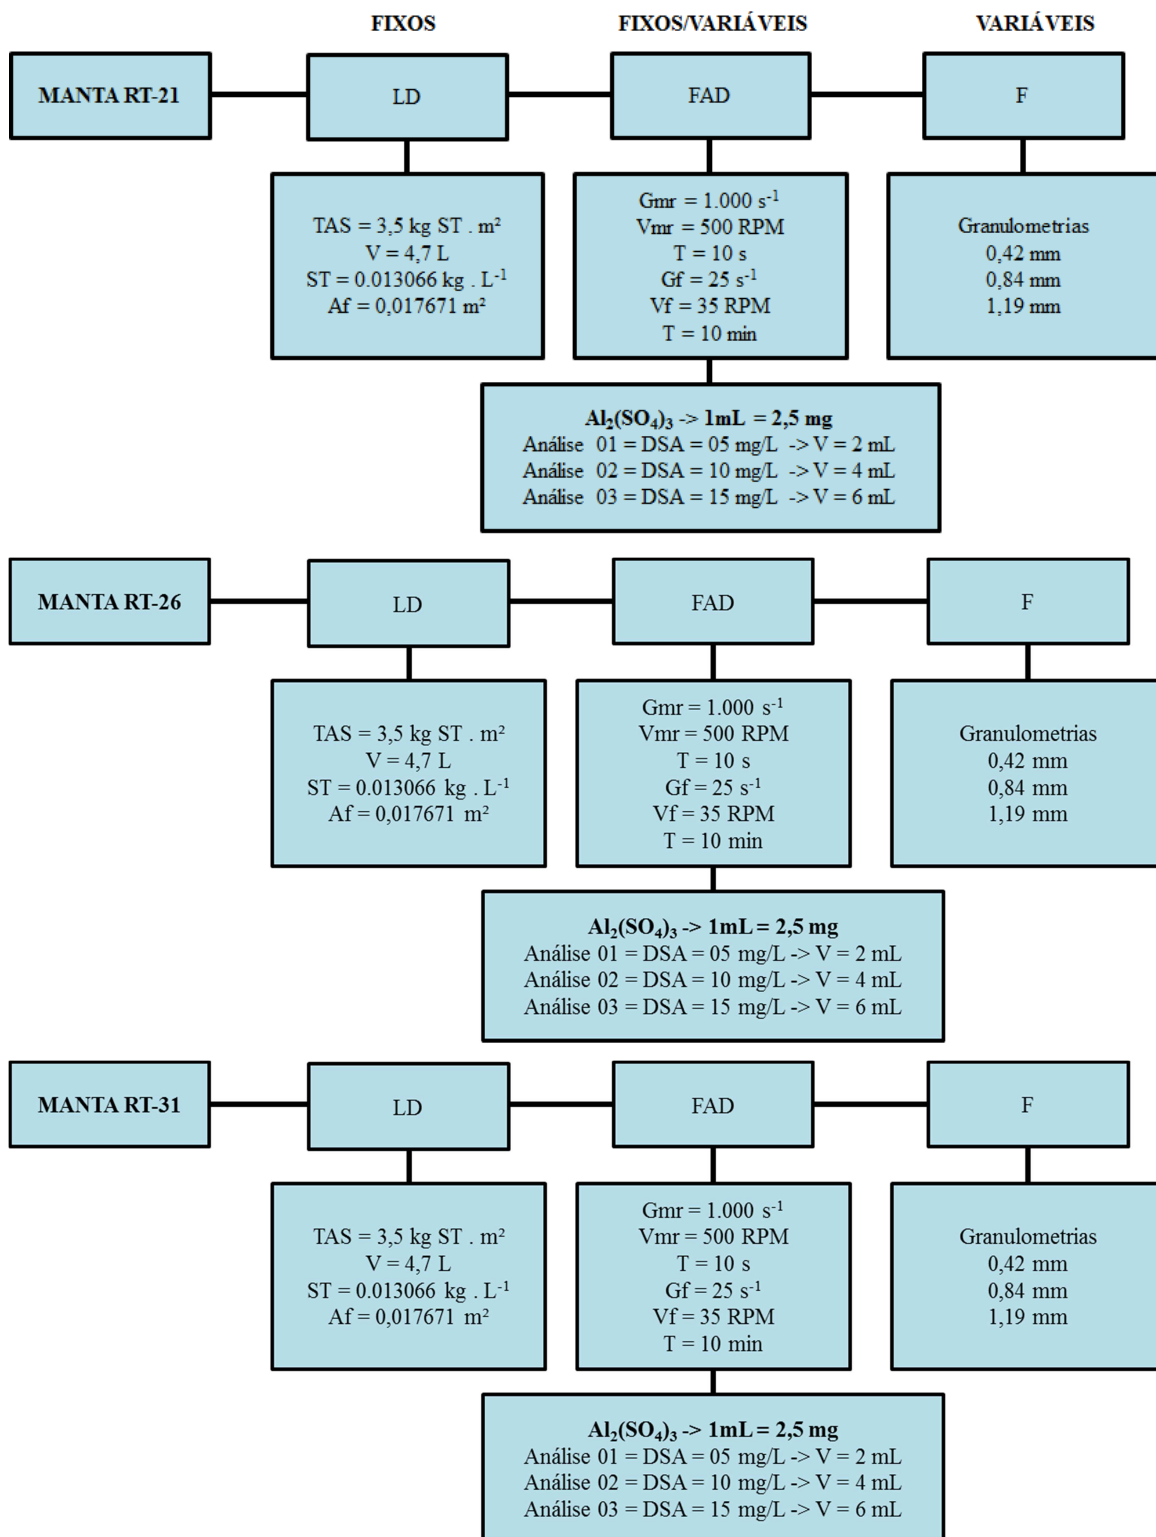 FIXOS
FIXOS/VARIÁVEIS
VARIÁVEIS
MANTA RT-21
LD
FAD
F
TAS = 3,5 kg ST . m²
V = 4,7 L
ST = 0.013066 kg . L⁻¹
Af = 0,017671 m²
Gmr = 1.000 s⁻¹
Vmr = 500 RPM
T = 10 s
Gf = 25 s⁻¹
Vf = 35 RPM
T = 10 min
Granulometrias
0,42 mm
0,84 mm
1,19 mm
Al₂(SO₄)₃ -> 1mL = 2,5 mg
Análise 01 = DSA = 05 mg/L -> V = 2 mL
Análise 02 = DSA = 10 mg/L -> V = 4 mL
Análise 03 = DSA = 15 mg/L -> V = 6 mL
MANTA RT-26
LD
FAD
F
TAS = 3,5 kg ST . m²
V = 4,7 L
ST = 0.013066 kg . L⁻¹
Af = 0,017671 m²
Gmr = 1.000 s⁻¹
Vmr = 500 RPM
T = 10 s
Gf = 25 s⁻¹
Vf = 35 RPM
T = 10 min
Granulometrias
0,42 mm
0,84 mm
1,19 mm
Al₂(SO₄)₃ -> 1mL = 2,5 mg
Análise 01 = DSA = 05 mg/L -> V = 2 mL
Análise 02 = DSA = 10 mg/L -> V = 4 mL
Análise 03 = DSA = 15 mg/L -> V = 6 mL
MANTA RT-31
LD
FAD
F
TAS = 3,5 kg ST . m²
V = 4,7 L
ST = 0.013066 kg . L⁻¹
Af = 0,017671 m²
Gmr = 1.000 s⁻¹
Vmr = 500 RPM
T = 10 s
Gf = 25 s⁻¹
Vf = 35 RPM
T = 10 min
Granulometrias
0,42 mm
0,84 mm
1,19 mm
Al₂(SO₄)₃ -> 1mL = 2,5 mg
Análise 01 = DSA = 05 mg/L -> V = 2 mL
Análise 02 = DSA = 10 mg/L -> V = 4 mL
Análise 03 = DSA = 15 mg/L -> V = 6 mL